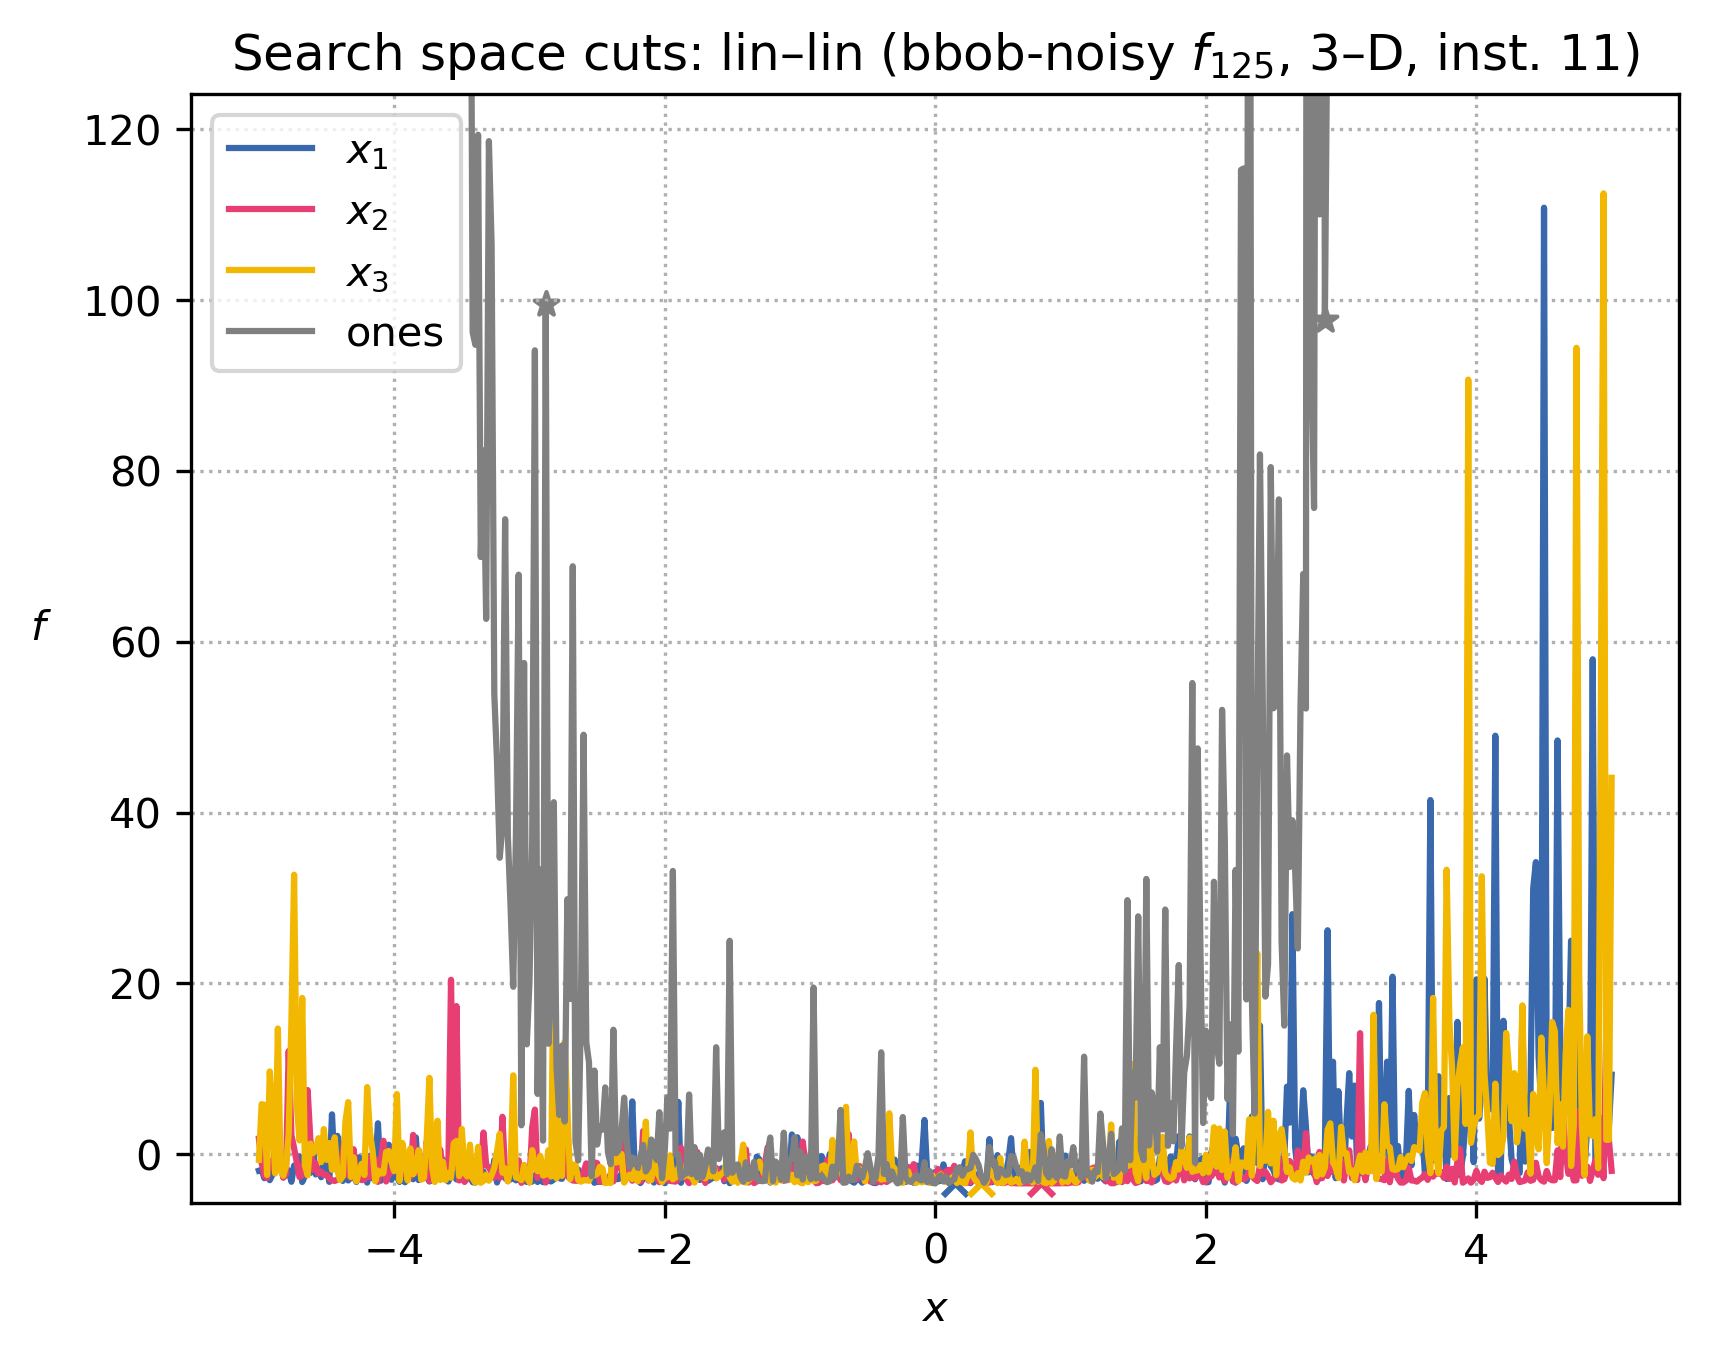 Search space cuts: lin–lin (bbob-noisy f₁₂₅, 3–D, inst. 11)
x₁
x₂
x₃
ones
120
100
80
60
40
20
0
f
−4
−2
0
2
4
x